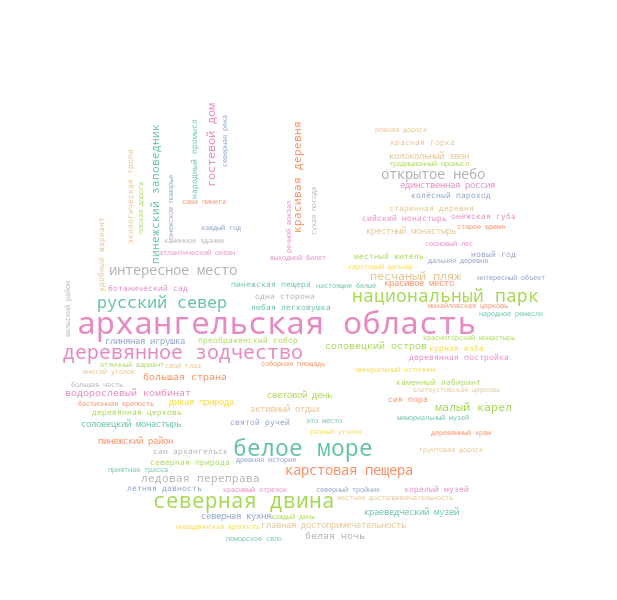 гостевой дом
северная река
народный промысл
красивая деревня
пинежский заповедник
онежское поморье
экологическая тропа
плохая дорога
ровная дорога
красная горка
колокольный звон
традиционный промысл
открытое небо
единственная россия
колёсный пароход
сама пинега
сухая погода
речной вокзал
старинная деревня
сийский монастырь
онежская губа
каждый год
крестный монастырь
старое время
удобный вариант
каменное здание
сосновый лес
атлантический океан
выходной билет
местный житель
новый год
дальняя деревня
интересное место
карстовый рельеф
песчаный пляж
интересный объект
ботанический сад
пинежская пещера
настоящие белые
красивое место
вельский район
русский север
одна сторона
национальный парк
любая легковушка
михайловская церковь
народное ремесло
архангельская область
глиняная игрушка
преображенский собор
красногорский монастырь
соловецкий остров
курная изба
деревянное зодчество
деревянная постройка
отличный вариант
свой глаз
соборная площадь
многий уголок
минеральный источник
большая страна
большая часть
каменный лабиринт
златоустовская церковь
водорослевый комбинат
световой день
бастионная крепость
дикая природа
сия пора
деревянная церковь
активный отдых
малый карел
соловецкий монастырь
святой ручей
это место
мемориальный музей
разный уголок
деревянный храм
пинежский район
белое море
сам архангельск
грунтовая дорога
северная природа
древняя история
приятная трасса
карстовая пещера
ледовая переправа
летняя давность
красивый отрезок
северный тройник
корелый музей
северная двина
местная достопримечательность
северная кухня
каждый день
краеведческий музей
новодвинская крепость
главная достопримечательность
поморское село
белая ночь